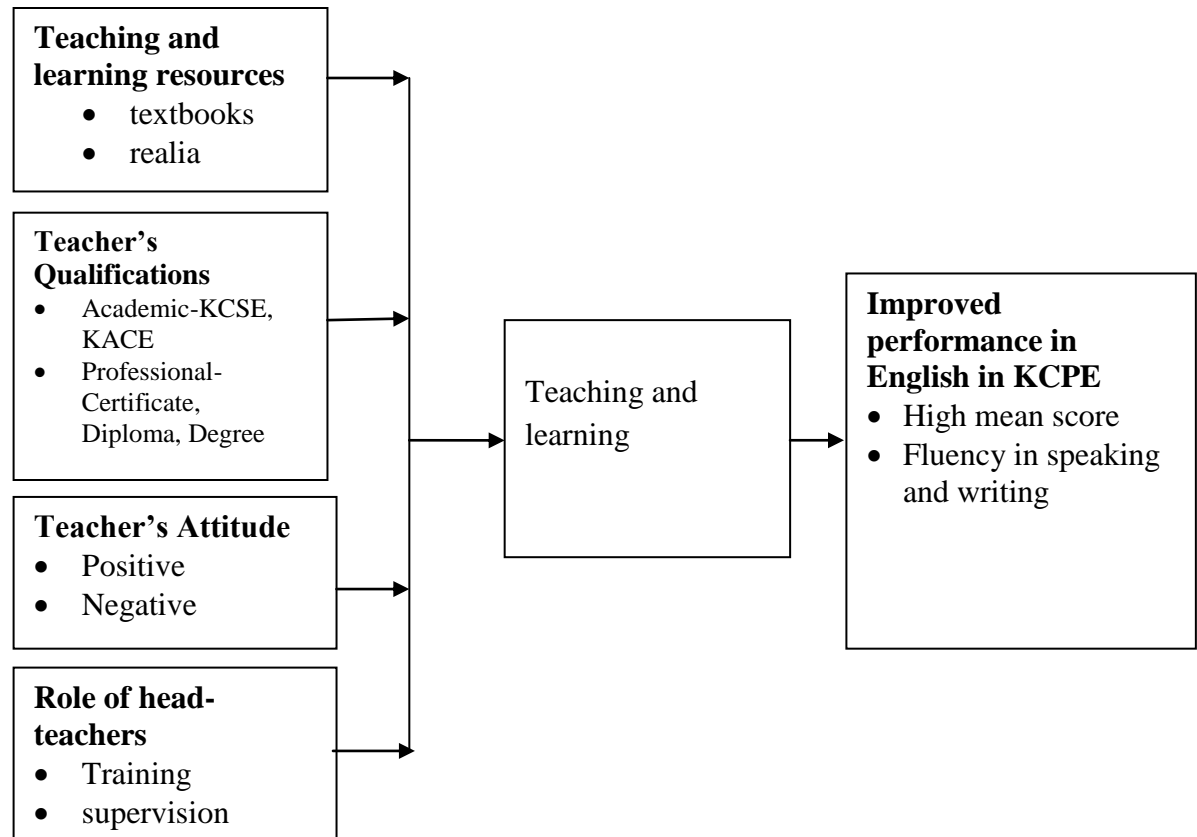 Teaching and
learning resources
• textbooks
• realia
Teacher’s
Qualifications
• Academic-KCSE,
KACE
• Professional-
Certificate,
Diploma, Degree
Teacher’s Attitude
• Positive
• Negative
Role of head-
teachers
• Training
• supervision
Teaching and
learning
Improved
performance in
English in KCPE
• High mean score
• Fluency in speaking
and writing